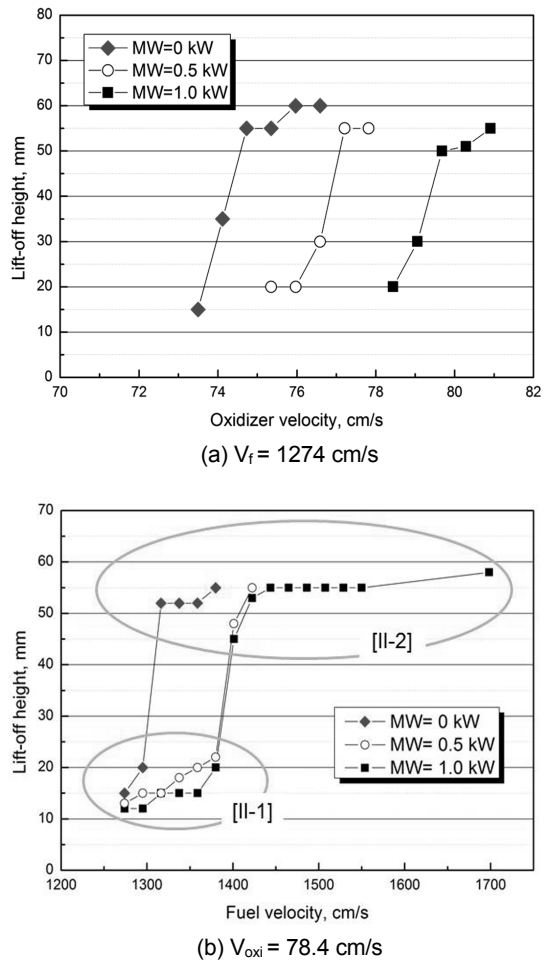 80
70
60
50
40
30
20
10
0
Lift-off height, mm
MW=0 kW
MW=0.5 kW
MW=1.0 kW
70 72 74 76 78 80 82
Oxidizer velocity, cm/s
(a) Vf = 1274 cm/s
70
60
50
40
30
20
10
0
Lift-off height, mm
[II-2]
[II-1]
MW= 0 kW
MW= 0.5 kW
MW= 1.0 kW
1200 1300 1400 1500 1600 1700
Fuel velocity, cm/s
(b) Voxi = 78.4 cm/s